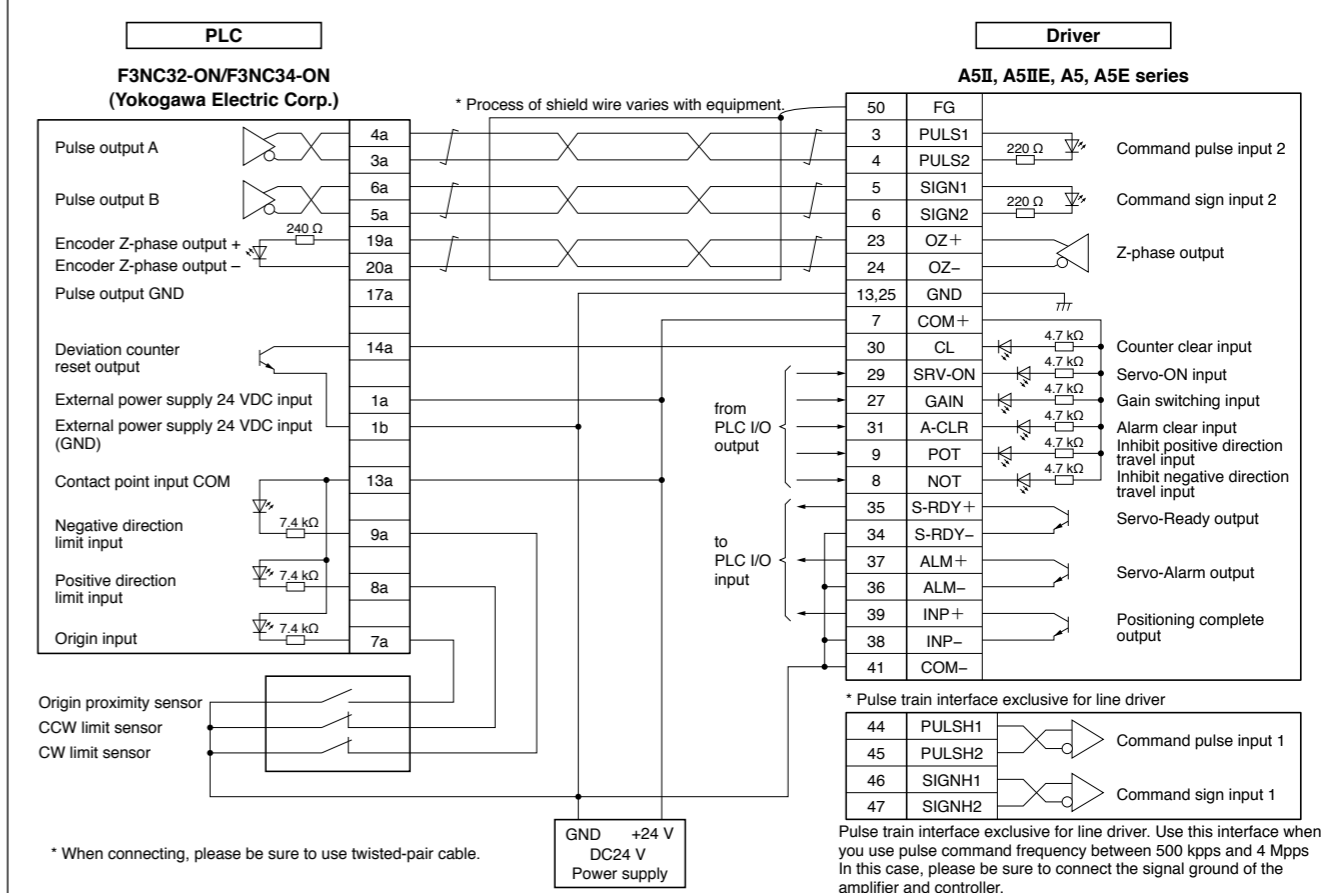 PLC
Driver
F3NC32-ON/F3NC34-ON
(Yokogawa Electric Corp.)
A5II, A5IIE, A5, A5E series
* Process of shield wire varies with equipment.
Pulse output A
4a
3a
Pulse output B
6a
5a
240 Ω
Encoder Z-phase output +
19a
Encoder Z-phase output –
20a
Pulse output GND
17a
Deviation counter
reset output
14a
External power supply 24 VDC input
1a
External power supply 24 VDC input
(GND)
1b
Contact point input COM
13a
Negative direction
limit input
7.4 kΩ
9a
Positive direction
limit input
7.4 kΩ
8a
Origin input
7.4 kΩ
7a
Origin proximity sensor
CCW limit sensor
CW limit sensor
from
PLC I/O
output
to
PLC I/O
input
50 FG
3 PULS1
4 PULS2
220 Ω
Command pulse input 2
5 SIGN1
6 SIGN2
220 Ω
Command sign input 2
23 OZ+
24 OZ–
Z-phase output
13,25 GND
7 COM+
30 CL 4.7 kΩ Counter clear input
29 SRV-ON 4.7 kΩ Servo-ON input
27 GAIN 4.7 kΩ Gain switching input
31 A-CLR 4.7 kΩ Alarm clear input
9 POT 4.7 kΩ Inhibit positive direction
travel input
8 NOT 4.7 kΩ Inhibit negative direction
travel input
35 S-RDY+
34 S-RDY–
Servo-Ready output
37 ALM+
36 ALM–
Servo-Alarm output
39 INP+
38 INP–
Positioning complete
output
41 COM–
* Pulse train interface exclusive for line driver
44 PULSH1
45 PULSH2
Command pulse input 1
46 SIGNH1
47 SIGNH2
Command sign input 1
Pulse train interface exclusive for line driver. Use this interface when
you use pulse command frequency between 500 kpps and 4 Mpps
In this case, please be sure to connect the signal ground of the
amplifier and controller.
GND +24 V
DC24 V
Power supply
* When connecting, please be sure to use twisted-pair cable.